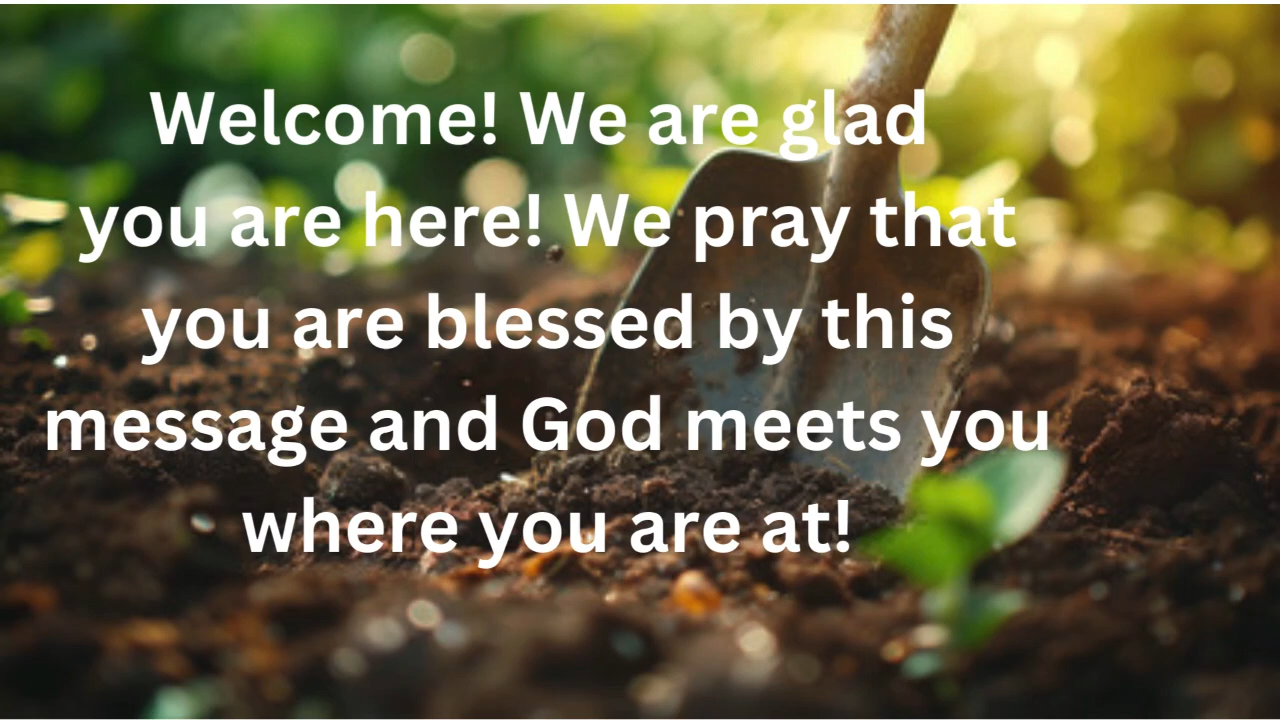 Welcome! We are glad
you are here! We pray that
you are blessed by this
message and God meets you
where you are at!